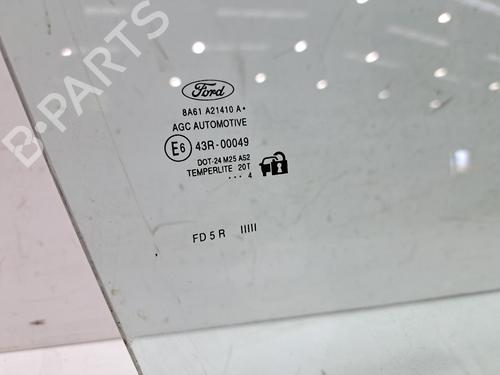 B-PARTS
Ford
8A61 A21410 A
AGC AUTOMOTIVE
E6 43R-00049
DOT-24 M25 AS2
TEMPERLITE 20T
... 4
FD 5 R IIIII